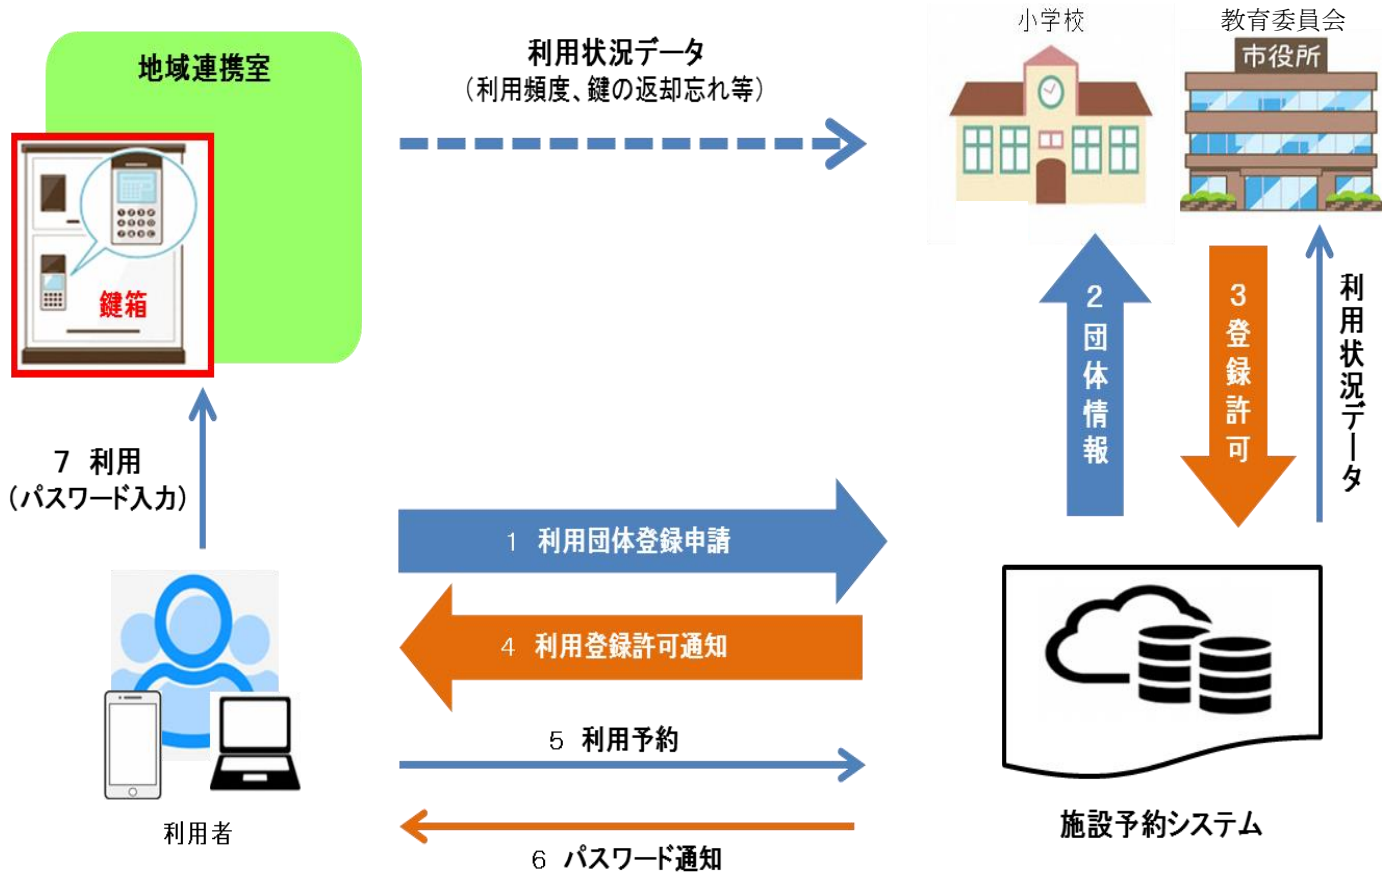 小学校
教育委員会
市役所
地域連携室
利用状況データ
(利用頻度、鍵の返却忘れ等)
鍵箱
2団体情報
3登録許可
利用状況データ
7 利用
(パスワード入力)
1 利用団体登録申請
4 利用登録許可通知
5 利用予約
6 パスワード通知
利用者
施設予約システム